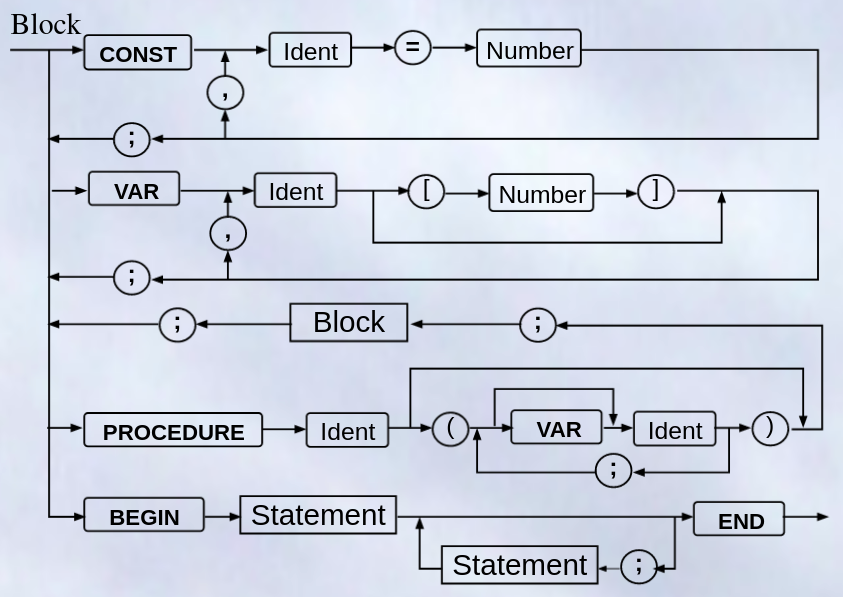 Block
CONST Ident = Number
,
;
VAR Ident [ Number ]
,
;
; Block ;
PROCEDURE Ident ( VAR Ident )
;
BEGIN Statement END
Statement ;